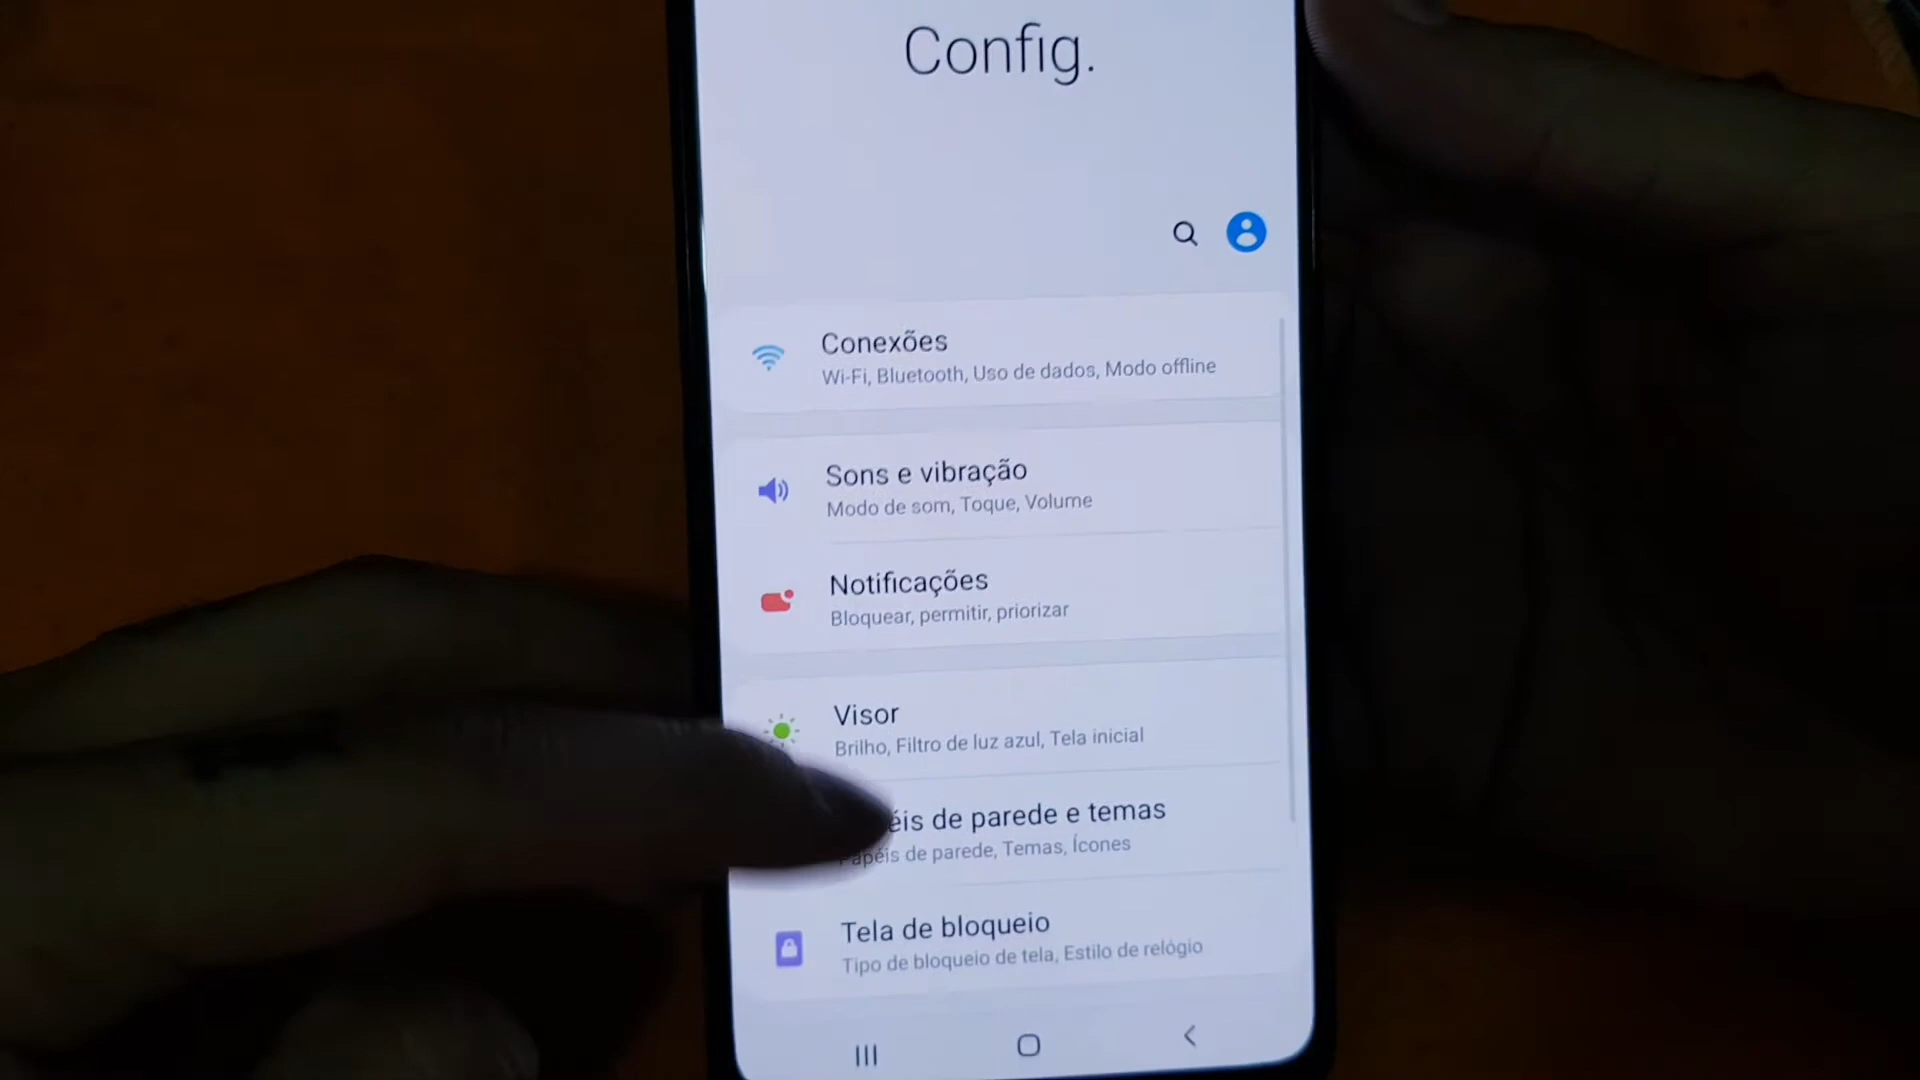 Config.
Conexões
Wi-Fi, Bluetooth, Uso de dados, Modo offline
Sons e vibração
Modo de som, Toque, Volume
Notificações
Bloquear, permitir, priorizar
Visor
Brilho, Filtro de luz azul, Tela inicial
éis de parede e temas
Papéis de parede, Temas, Ícones
Tela de bloqueio
Tipo de bloqueio de tela, Estilo de relógio